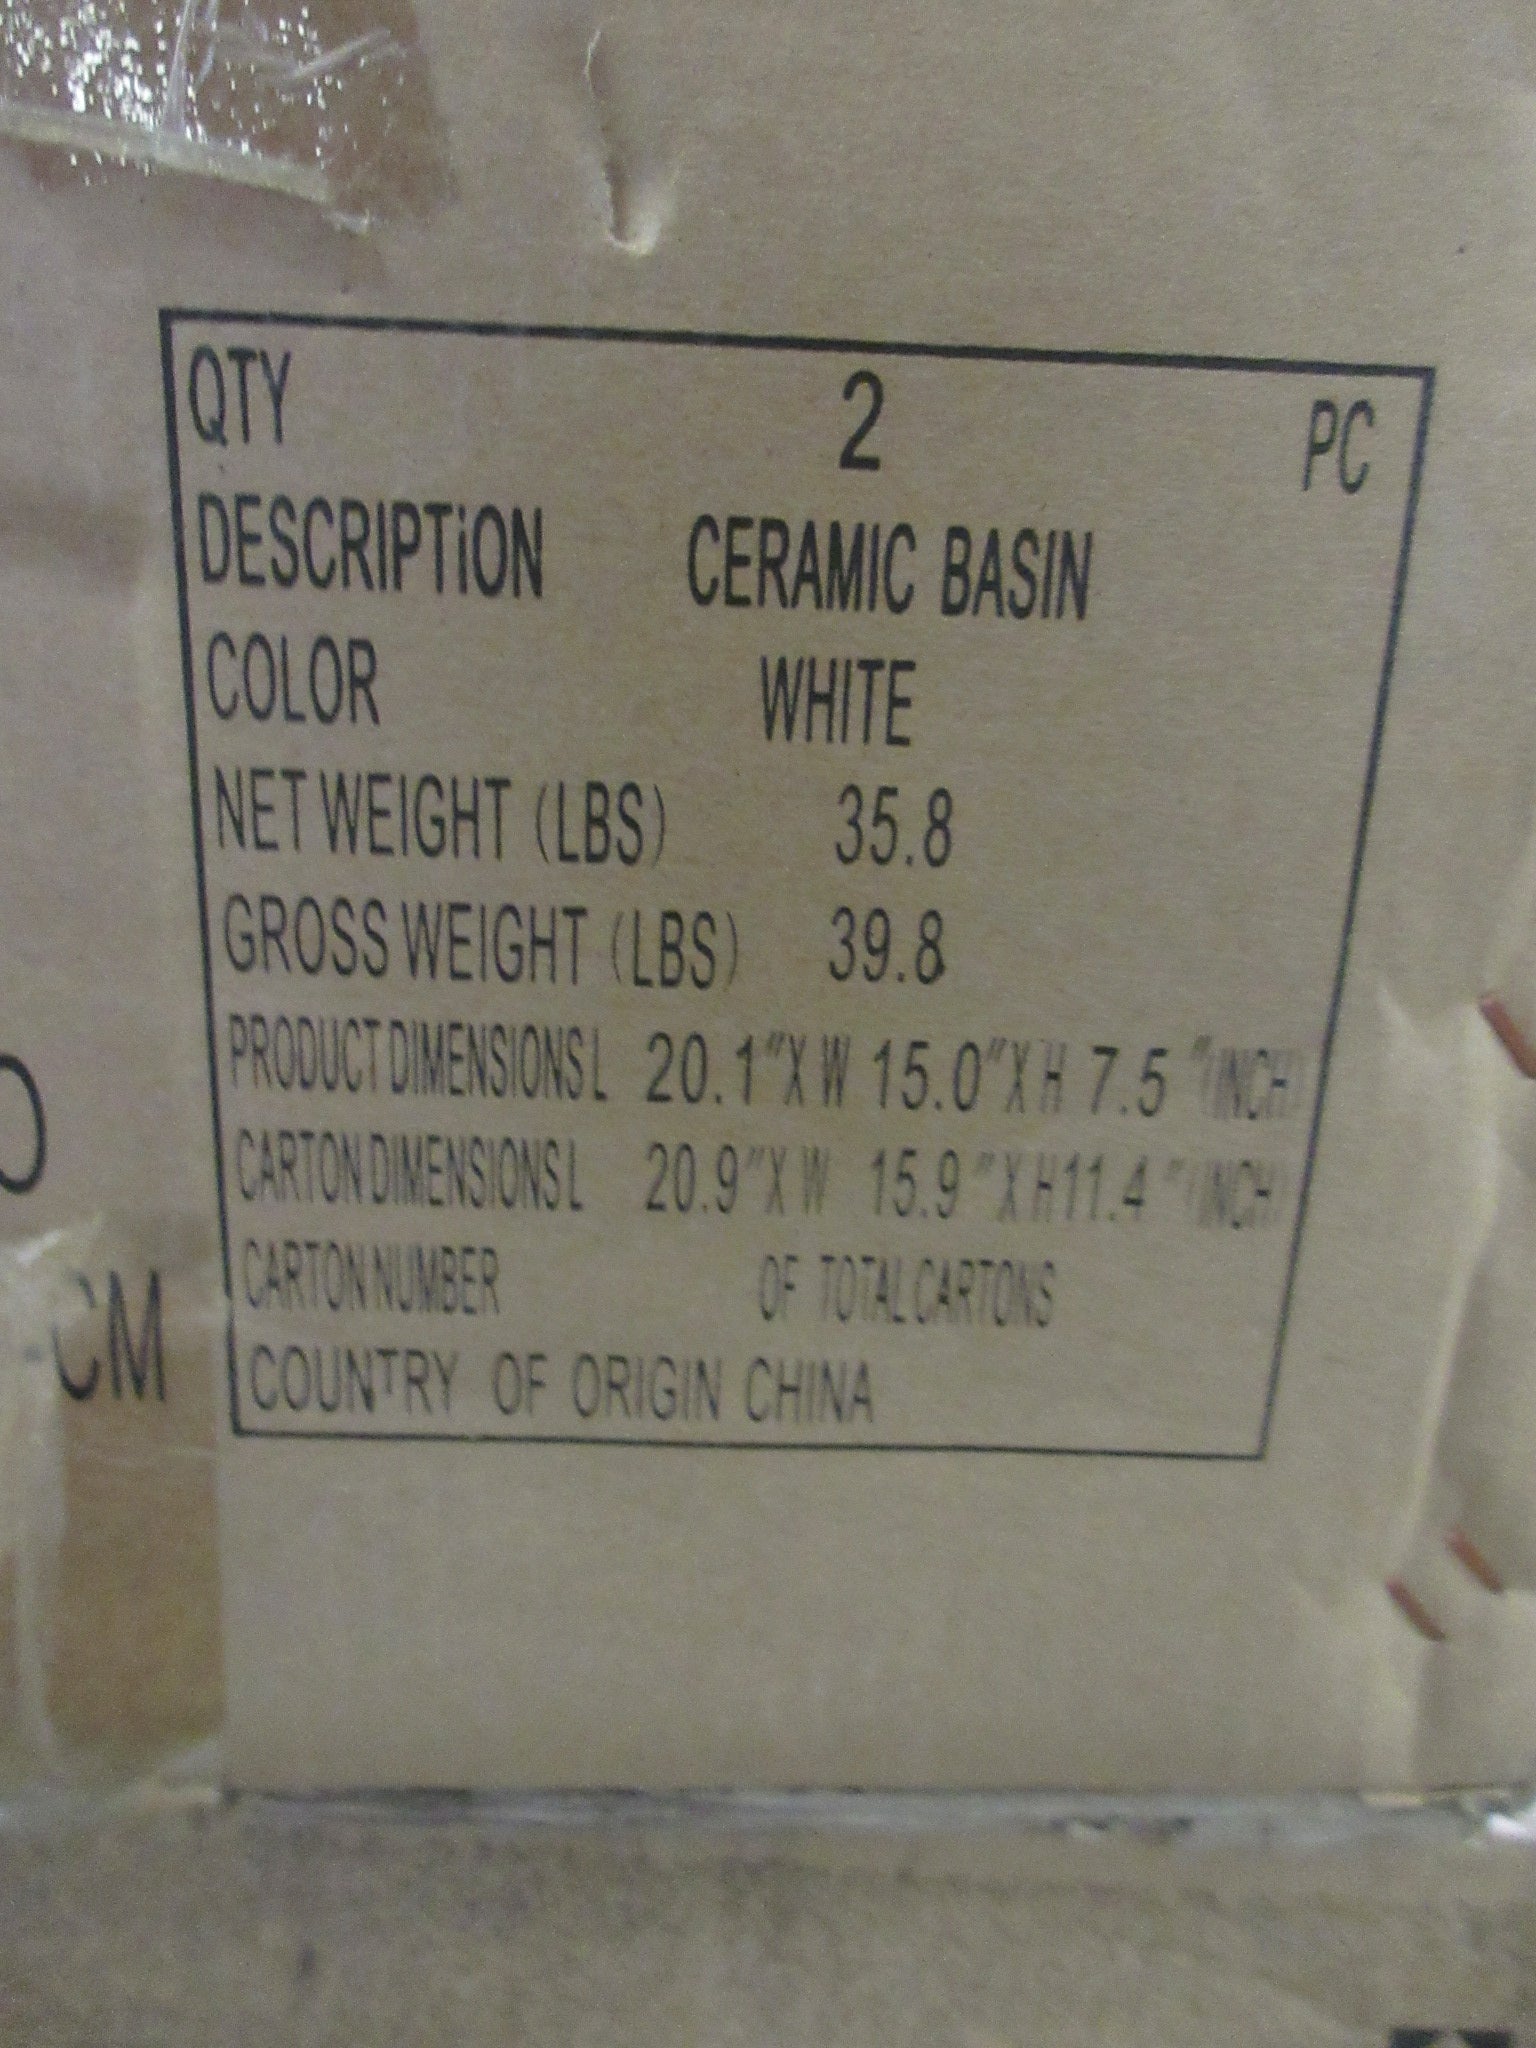 QTY 2 PC
DESCRIPTiON CERAMIC BASIN
COLOR WHITE
NET WEIGHT (LBS) 35.8
GROSS WEIGHT (LBS) 39.8
PRODUCT DIMENSIONS L 20.1"X W 15.0"X H 7.5 "(INCH)
CARTON DIMENSIONS L 20.9"X W 15.9 "X H11.4 "(INCH)
CARTON NUMBER OF TOTAL CARTONS
COUNTRY OF ORIGIN CHINA
CM